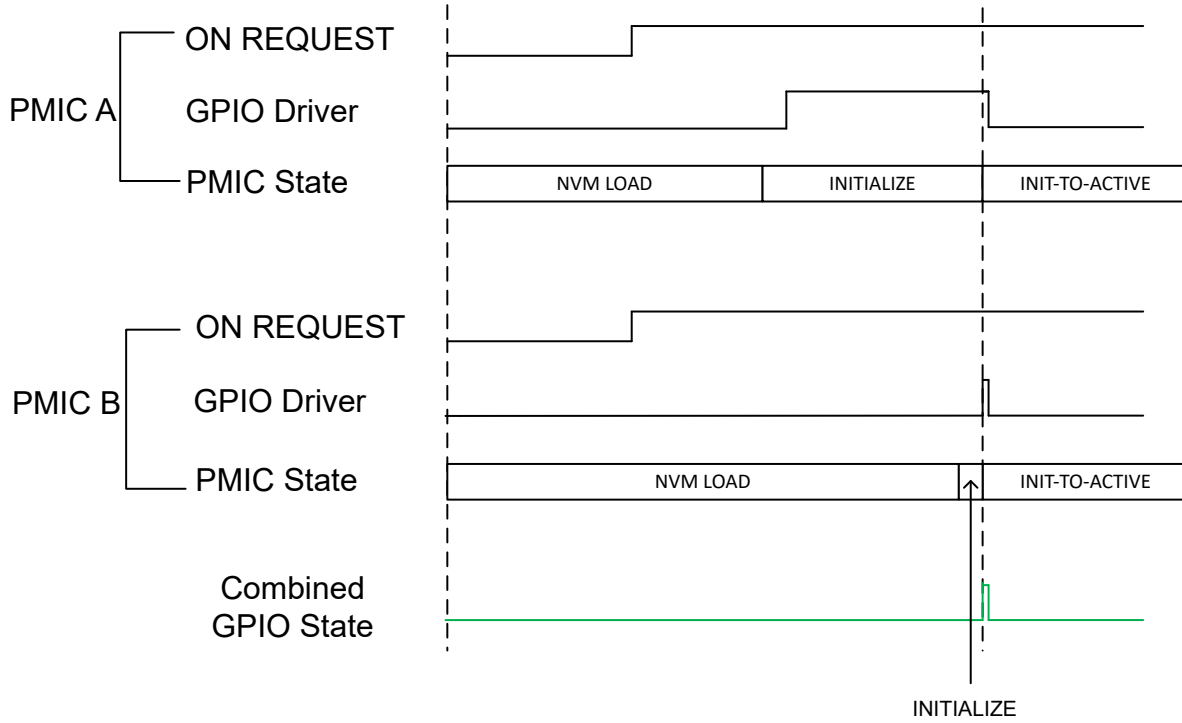 ON REQUEST
PMIC A
GPIO Driver
PMIC State
NVM LOAD
INITIALIZE
INIT-TO-ACTIVE
ON REQUEST
PMIC B
GPIO Driver
PMIC State
NVM LOAD
INIT-TO-ACTIVE
Combined
GPIO State
INITIALIZE